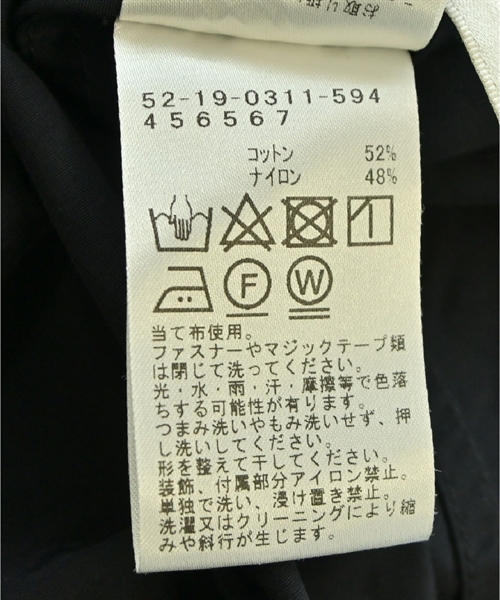 お取り扱
52-19-0311-594
456567
コットン 52%
ナイロン 48%
F W
当て布使用。
ファスナーやマジックテープ類
は閉じて洗ってください。
光・水・雨・汗・摩擦等で色落
ちする可能性が有ります。
つまみ洗いやもみ洗いせず、押
し洗いしてください。
形を整えて干してください。
装飾、付属部分アイロン禁止。
単独で洗い、浸け置き禁止。
洗濯又はクリーニングにより縮
みや斜行が生じます。